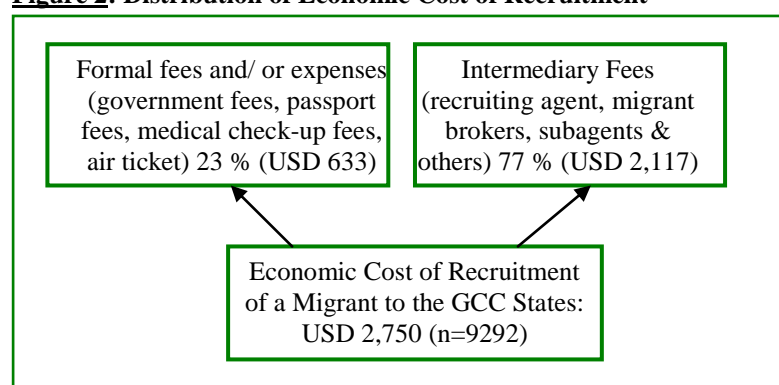 Figure 2: Distribution of Economic Cost of Recruitment
Formal fees and/ or expenses
(government fees, passport
fees, medical check-up fees,
air ticket) 23 % (USD 633)
Intermediary Fees
(recruiting agent, migrant
brokers, subagents &
others) 77 % (USD 2,117)
Economic Cost of Recruitment
of a Migrant to the GCC States:
USD 2,750 (n=9292)